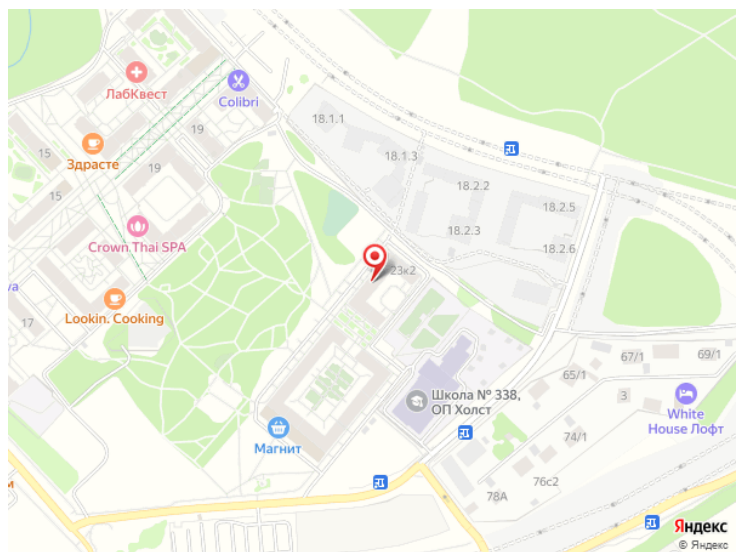 ЛабКвест
Colibri
18.1.1
18.1.3
19
15
Здрасте
19
15
18.2.2
18.2.5
18.2.3
18.2.6
Crown Thai SPA
va
23к2
Lookin. Cooking
17
67/1
69/1
65/1
3
Школа № 338,
ОП Холст
White
House Лофт
Магнит
74/1
76с2
78А
м
Яндекс
© Яндекс